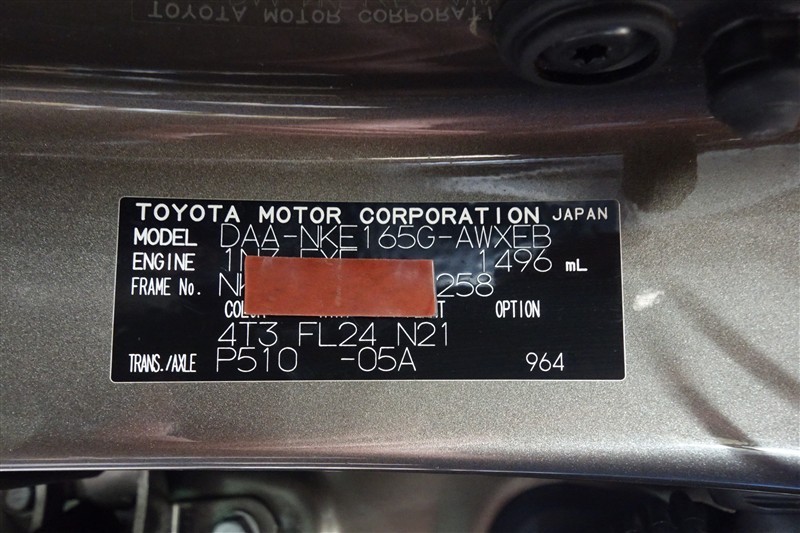 TOYOTA MOTOR CORPORATION JAPAN
MODEL DAA-NKE165G-AWXEB
ENGINE 1496 mL
FRAME No. 258
OPTION
4T3 FL24 N21
TRANS./AXLE P510 -05A 964